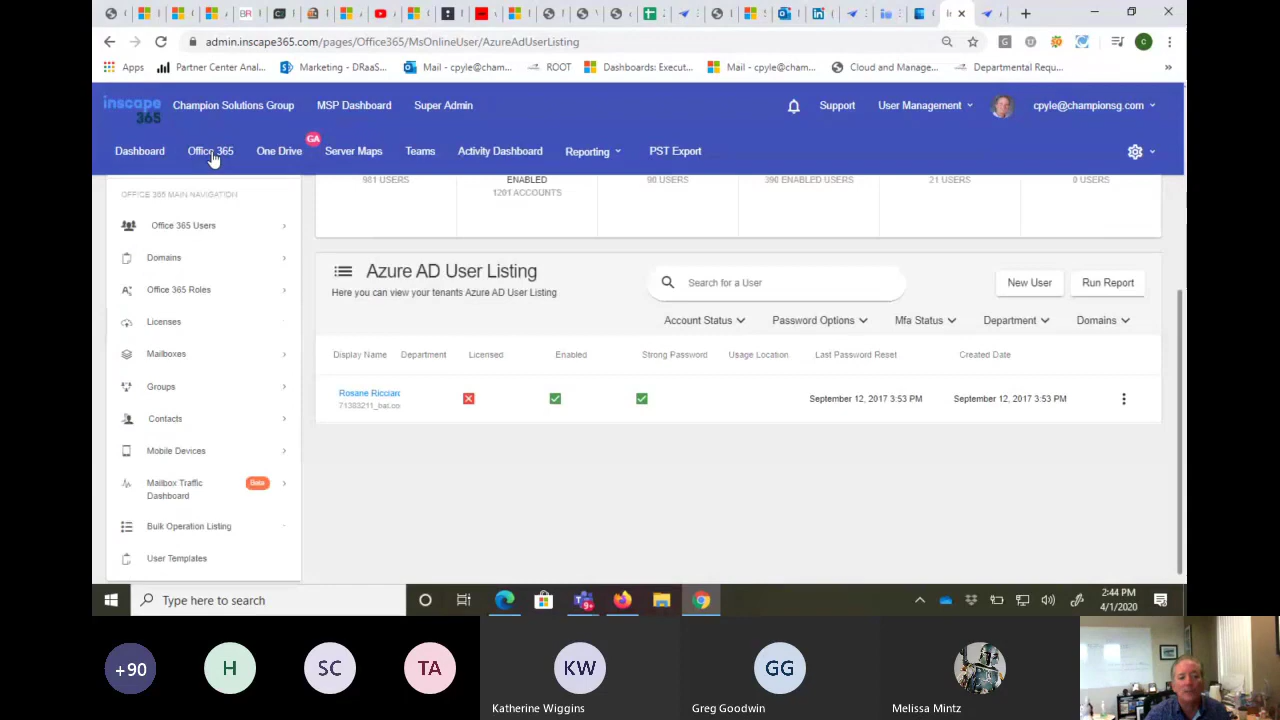 BR
In
admin.inscape365.com/pages/Office365/MsOnlineUser/AzureAdUserListing
G
c
Apps
Partner Center Anal...
Marketing - DRaaS...
Mail - cpyle@cham...
ROOT
Dashboards: Execut...
Mail - cpyle@cham...
Cloud and Manage...
Departmental Requ...
»
inscape
365
Champion Solutions Group
MSP Dashboard
Super Admin
Support
User Management
cpyle@championsg.com
Dashboard
Office 365
One Drive
GA
Server Maps
Teams
Activity Dashboard
Reporting
PST Export
OFFICE 365 MAIN NAVIGATION
Office 365 Users
Domains
Office 365 Roles
Licenses
Mailboxes
Groups
Contacts
Mobile Devices
Mailbox Traffic
Dashboard
Beta
Bulk Operation Listing
User Templates
981 USERS
ENABLED
1201 ACCOUNTS
90 USERS
390 ENABLED USERS
21 USERS
0 USERS
Azure AD User Listing
Here you can view your tenants Azure AD User Listing
Search for a User
New User
Run Report
Account Status
Password Options
Mfa Status
Department
Domains
Display Name
Department
Licensed
Enabled
Strong Password
Usage Location
Last Password Reset
Created Date
Rosane Ricciar
71383211_bat.co
September 12, 2017 3:53 PM
September 12, 2017 3:53 PM
Type here to search
9+
2:44 PM
4/1/2020
+90
H
SC
TA
KW
Katherine Wiggins
GG
Greg Goodwin
Melissa Mintz